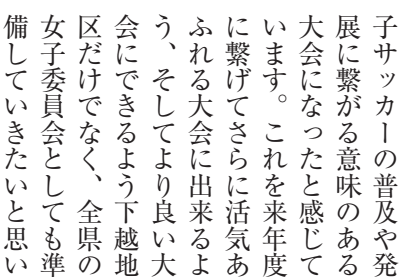 子サッカーの普及や発
展に繋がる意味のある
大会になったと感じて
います。これを来年度
に繋げてさらに活気あ
ふれる大会に出来るよ
う、そしてより良い大
会にできるよう下越地
区だけでなく、全県の
女子委員会としても準
備していきたいと思い